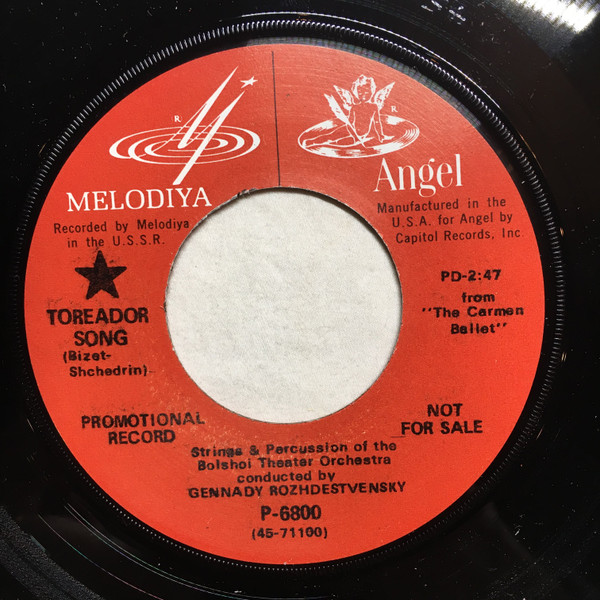 R
MELODIYA
Recorded by Melodiya
in the U.S.S.R.
R
Angel
Manufactured in the
U.S.A. for Angel by
Capitol Records, Inc
TOREADOR
SONG
(Bizet-
Shchedrin)
PD-2:47
from
"The Carmen
Ballet"
PROMOTIONAL
RECORD
NOT
FOR SALE
Strings & Percussion of the
Bolshoi Theater Orchestra
conducted by
GENNADY ROZHDESTVENSKY
P-6800
(45-71100)